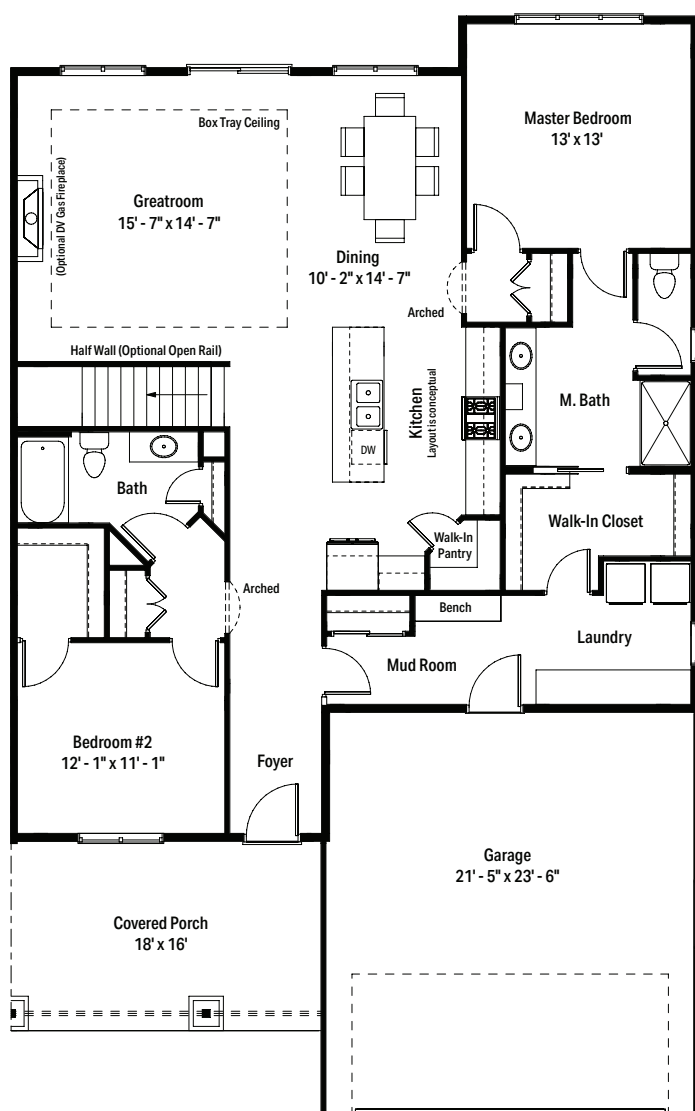 Master Bedroom
13' x 13'
Box Tray Ceiling
(Optional DV Gas Fireplace)
Greatroom
15' - 7" x 14' - 7"
Dining
10' - 2" x 14' - 7"
Arched
Half Wall (Optional Open Rail)
Kitchen
Layout is conceptual
DW
M. Bath
Bath
Walk-In
Pantry
Walk-In Closet
Arched
Bench
Laundry
Mud Room
Bedroom #2
12' - 1" x 11' - 1"
Foyer
Garage
21' - 5" x 23' - 6"
Covered Porch
18' x 16'